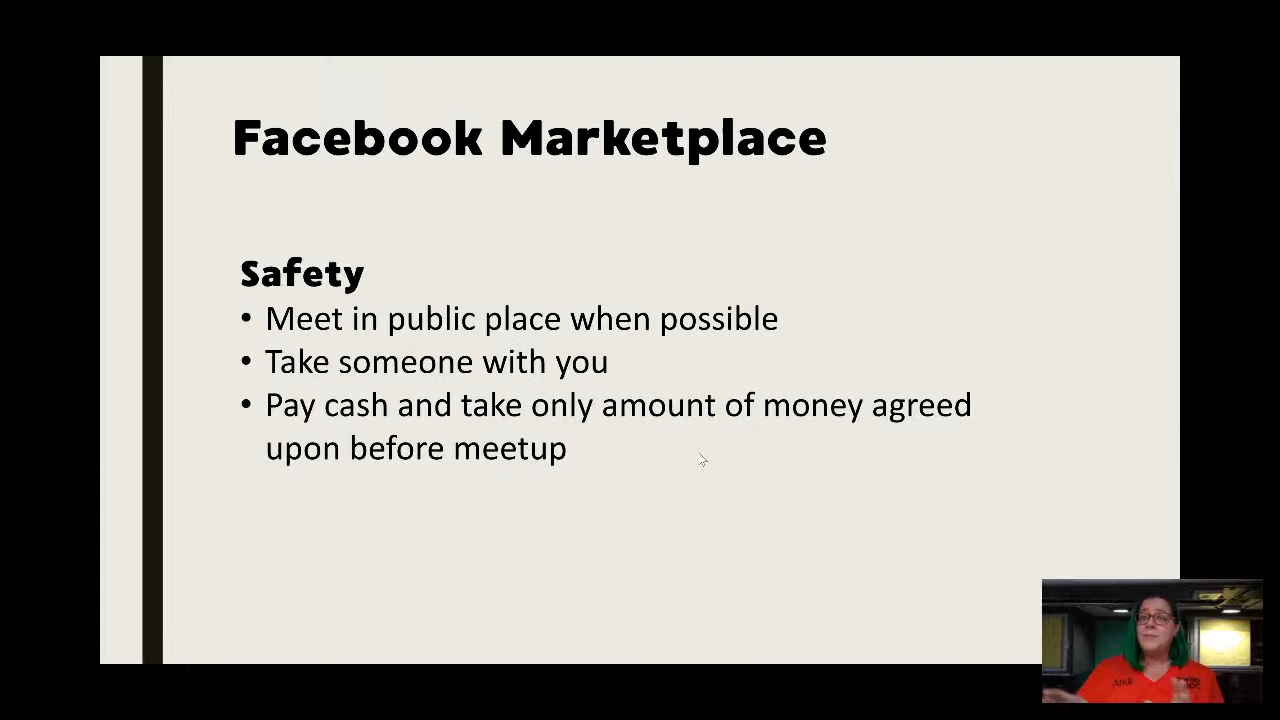 Facebook Marketplace
Safety
• Meet in public place when possible
• Take someone with you
• Pay cash and take only amount of money agreed
upon before meetup
Andi